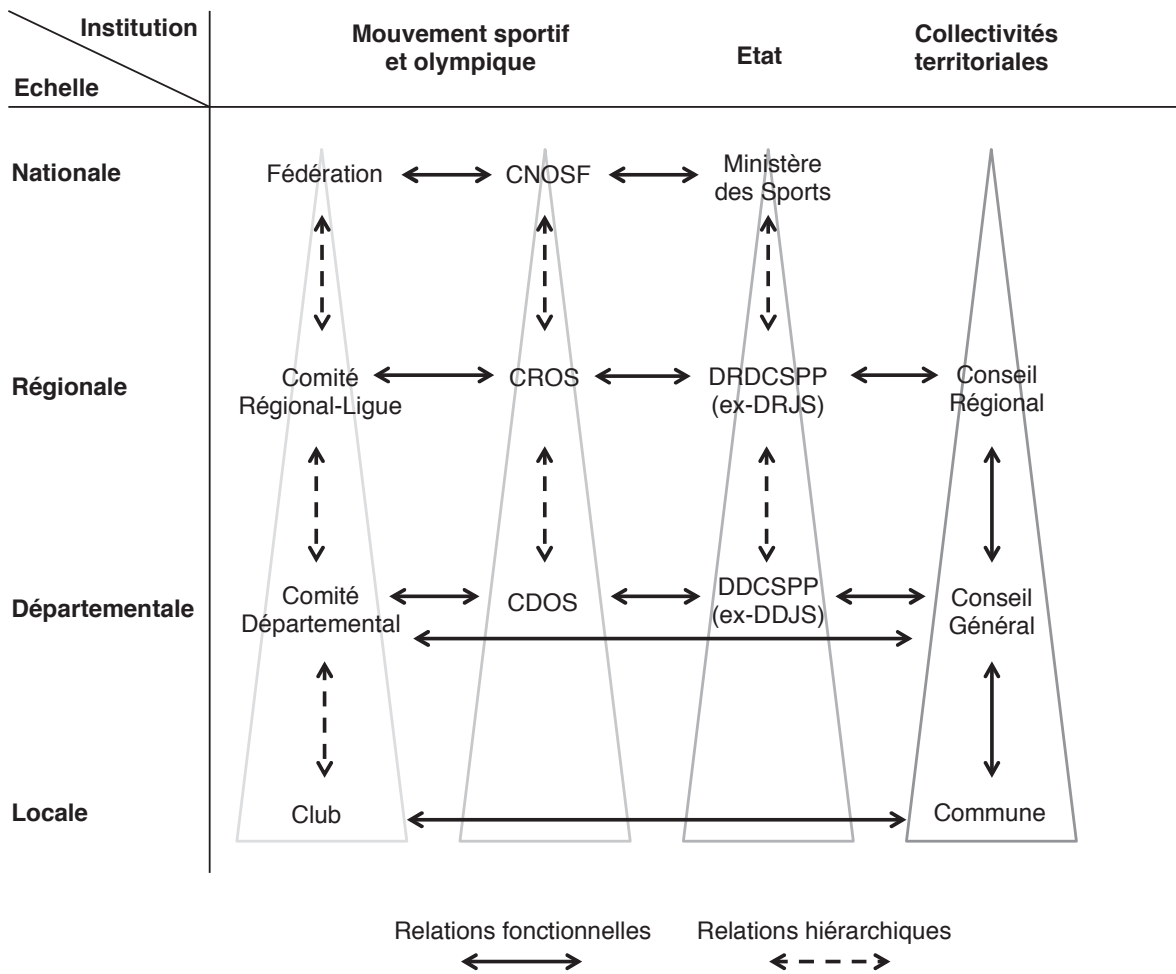 Institution
Echelle
Mouvement sportif
et olympique
Etat
Collectivités
territoriales
Nationale
Fédération
CNOSF
Ministère
des Sports
Régionale
Comité
Régional-Ligue
CROS
DRDCSPP
(ex-DRJS)
Conseil
Régional
Départementale
Comité
Départemental
CDOS
DDCSPP
(ex-DDJS)
Conseil
Général
Locale
Club
Commune
Relations fonctionnelles
Relations hiérarchiques